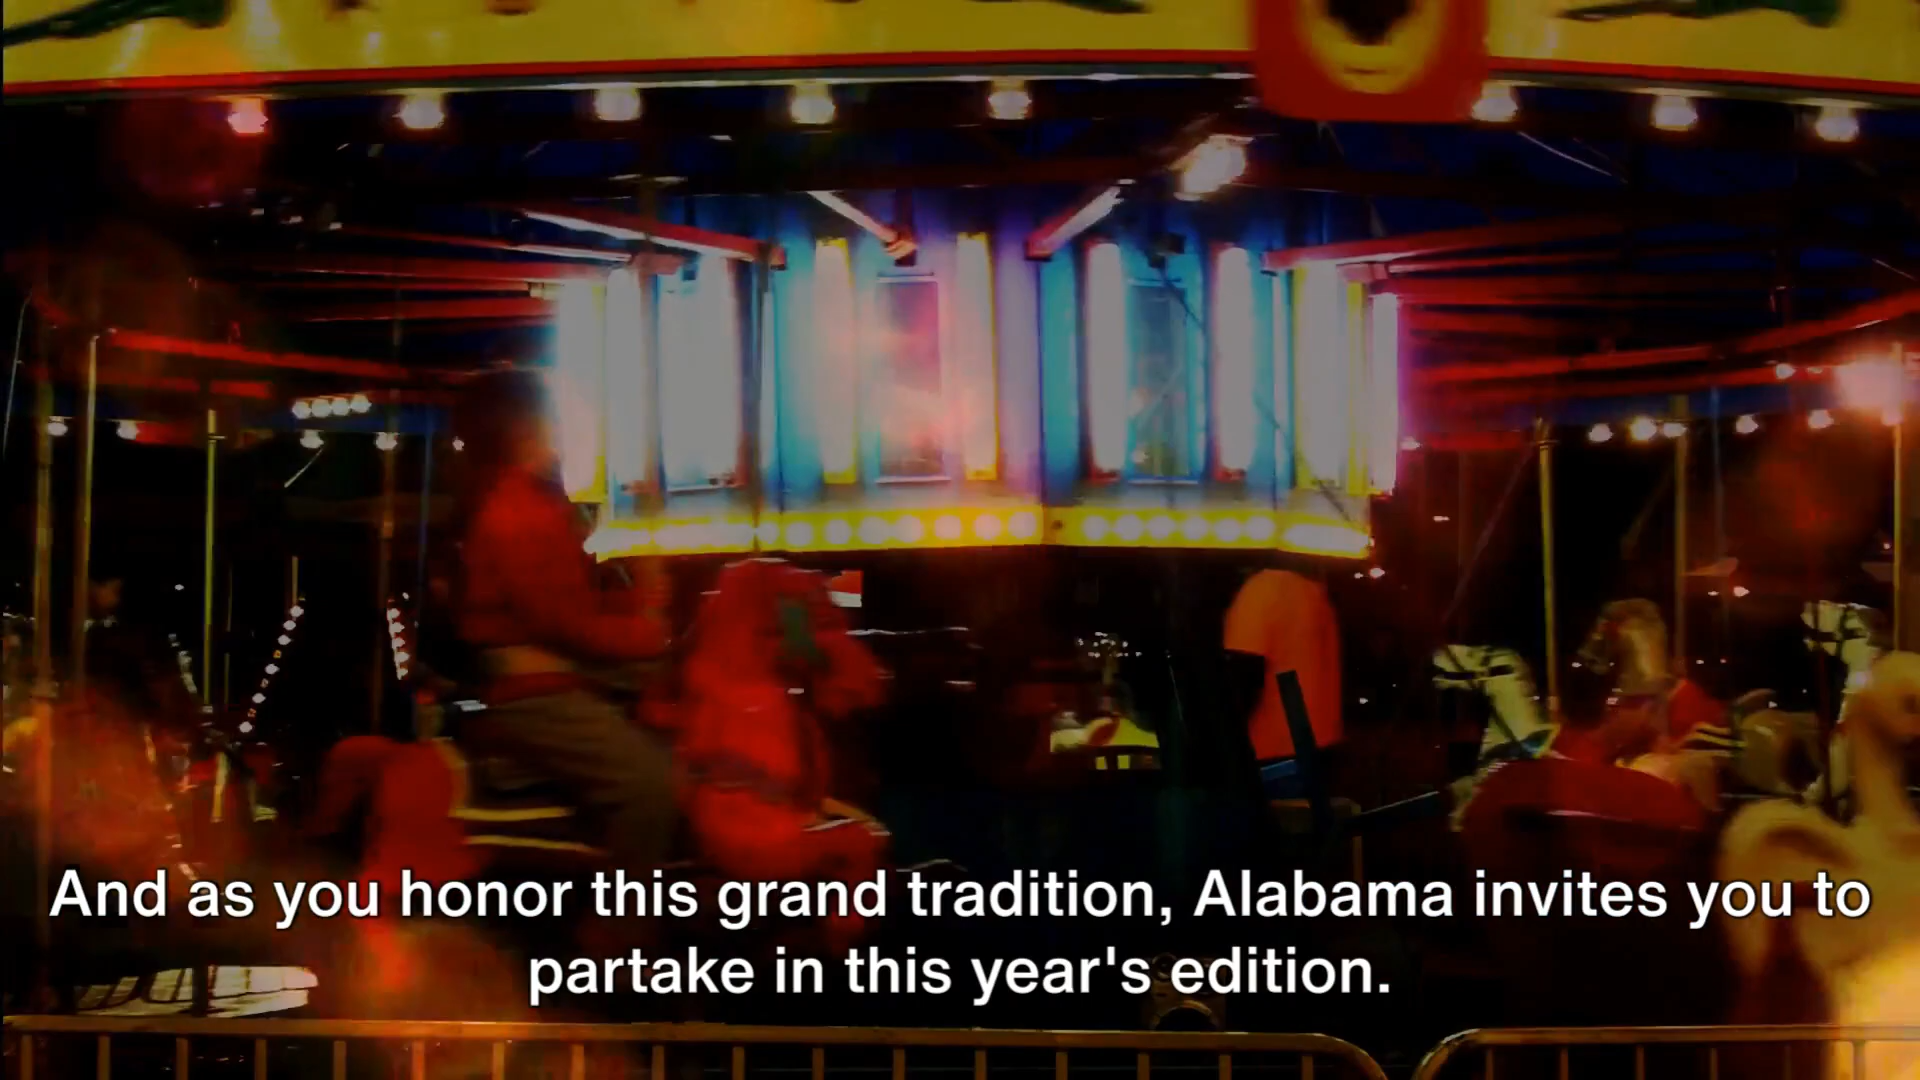 And as you honor this grand tradition, Alabama invites you to
partake in this year's edition.